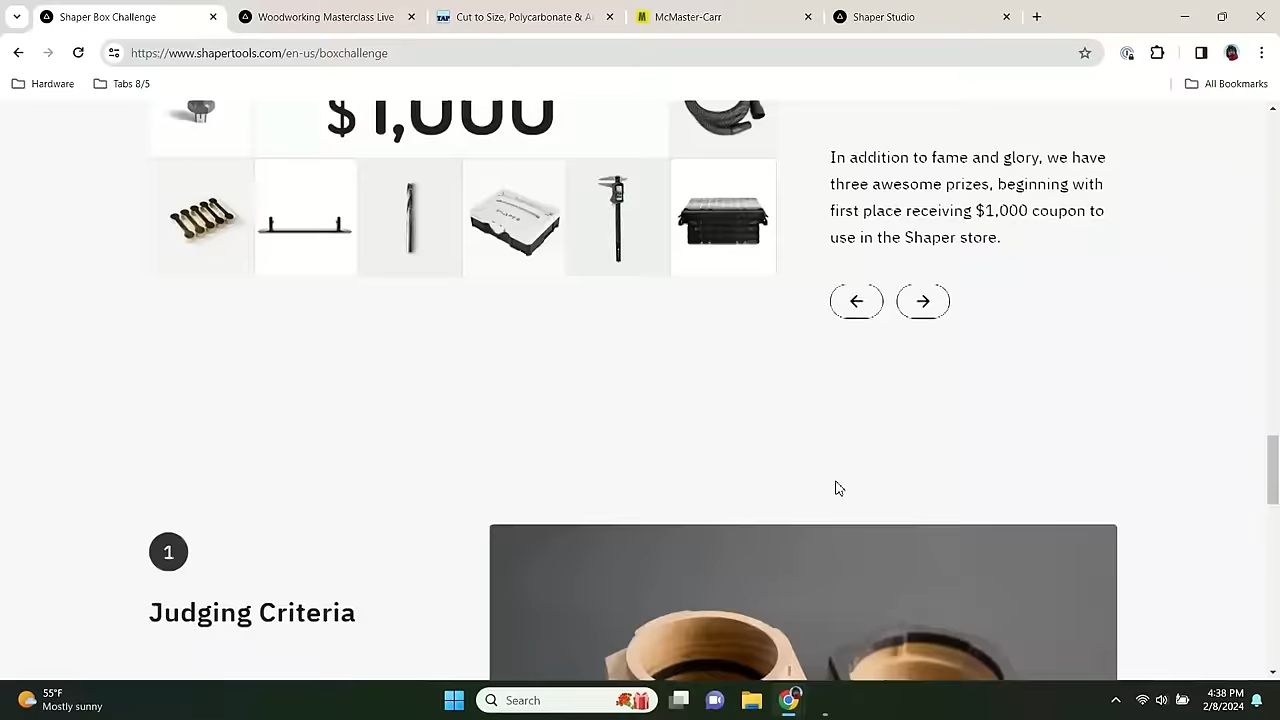 Shaper Box Challenge
Woodworking Masterclass Live
TAP
Cut to Size, Polycarbonate & A
M
McMaster-Carr
Shaper Studio
https://www.shapertools.com/en-us/boxchallenge
Hardware
Tabs 8/5
All Bookmarks
$1,000
SHAPER
In addition to fame and glory, we have
three awesome prizes, beginning with
first place receiving $1,000 coupon to
use in the Shaper store.
1
Judging Criteria
55°F
Mostly sunny
Search
4:38 PM
2/8/2024